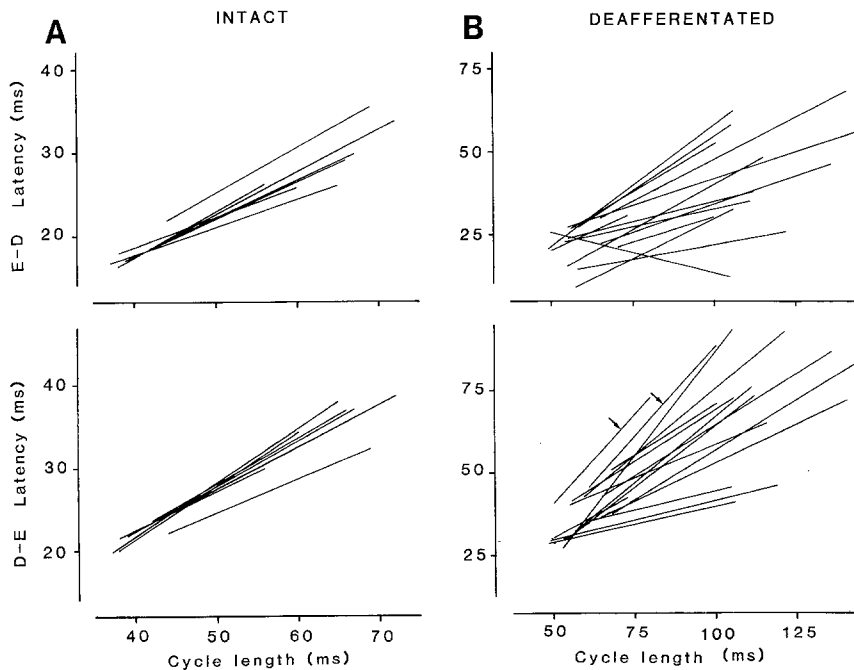 A INTACT
B DEAFFERENTATED
E-D Latency (ms)
40
30
20
75
50
25
D-E Latency (ms)
40
30
20
75
50
25
40 50 60 70
Cycle length (ms)
50 75 100 125
Cycle length (ms)